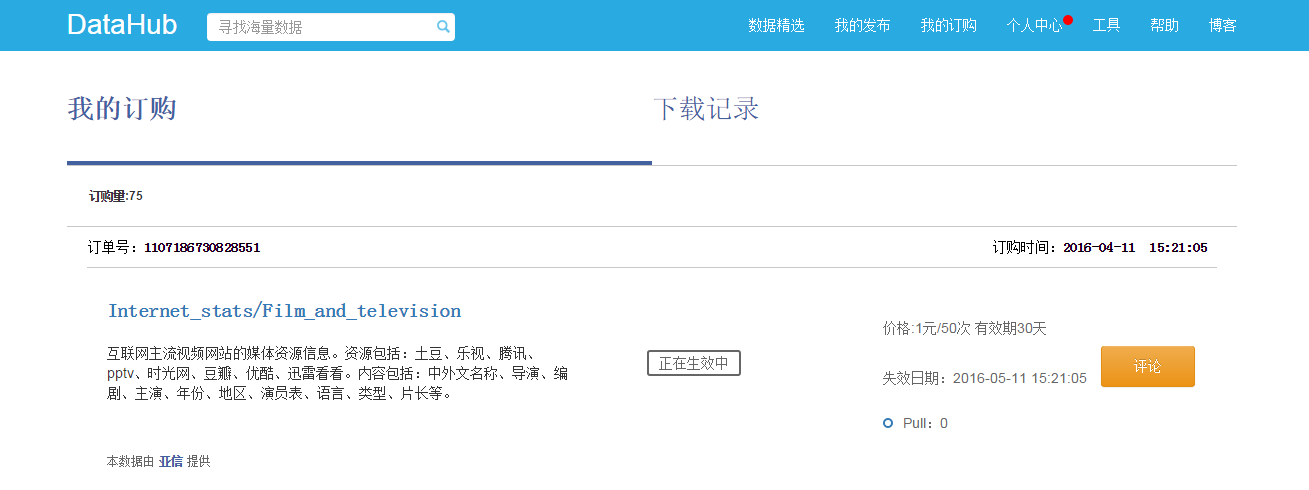 DataHub 寻找海量数据 数据精选 我的发布 我的订购 个人中心 工具 帮助 博客
我的订购 下载记录
订购量:75
订单号：1107186730828551 订购时间：2016-04-11 15:21:05
Internet_stats/Film_and_television
价格:1元/50次 有效期30天
互联网主流视频网站的媒体资源信息。资源包括：土豆、乐视、腾讯、
pptv、时光网、豆瓣、优酷、迅雷看看。内容包括：中外文名称、导演、编
剧、主演、年份、地区、演员表、语言、类型、片长等。
正在生效中
评论
失效日期：2016-05-11 15:21:05
Pull：0
本数据由 亚信 提供